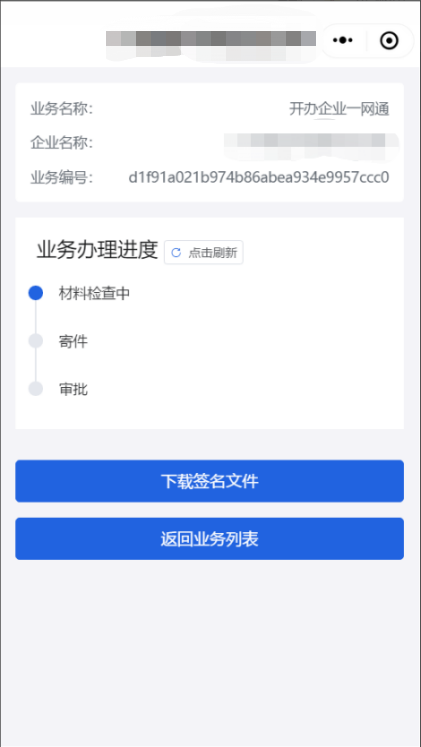 业务名称: 开办企业一网通
企业名称:
业务编号: d1f91a021b974b86abea934e9957ccc0
业务办理进度 点击刷新
材料检查中
寄件
审批
下载签名文件
返回业务列表